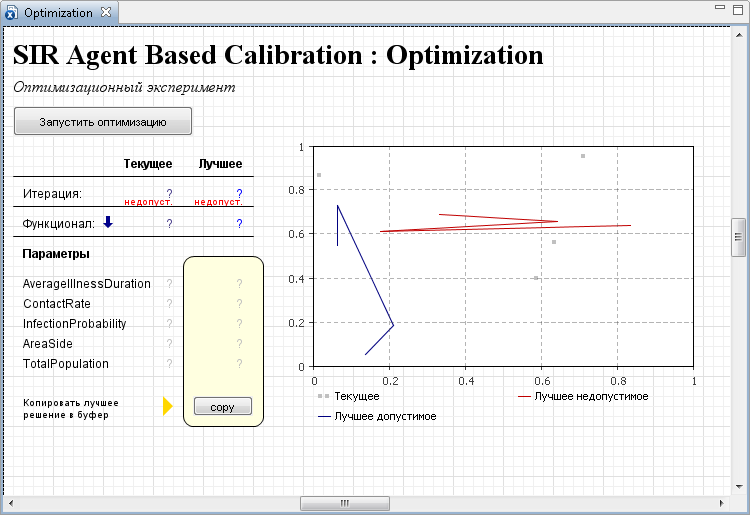 Optimization
SIR Agent Based Calibration : Optimization
Оптимизационный эксперимент
Запустить оптимизацию
Текущее Лучшее
Итерация: ? ?
недопуст. недопуст.
Функционал: ? ?
Параметры
AverageIllnessDuration ? ?
ContactRate ? ?
InfectionProbability ? ?
AreaSide ? ?
TotalPopulation ? ?
Копировать лучшее
решение в буфер
copy
1
0.8
0.6
0.4
0.2
0
0 0.2 0.4 0.6 0.8 1
Текущее Лучшее недопустимое
Лучшее допустимое